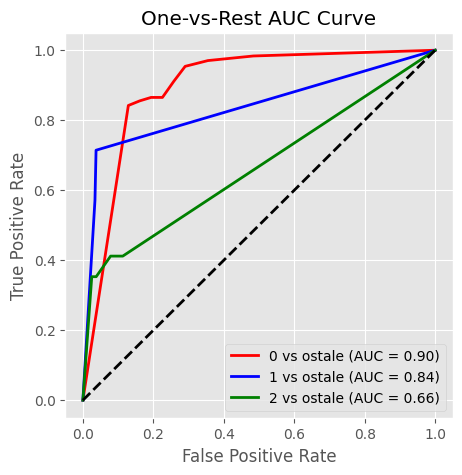 One-vs-Rest AUC Curve
1.0
0.8
0.6
0.4
0.2
0.0
True Positive Rate
0 vs ostale (AUC = 0.90)
1 vs ostale (AUC = 0.84)
2 vs ostale (AUC = 0.66)
0.0 0.2 0.4 0.6 0.8 1.0
False Positive Rate